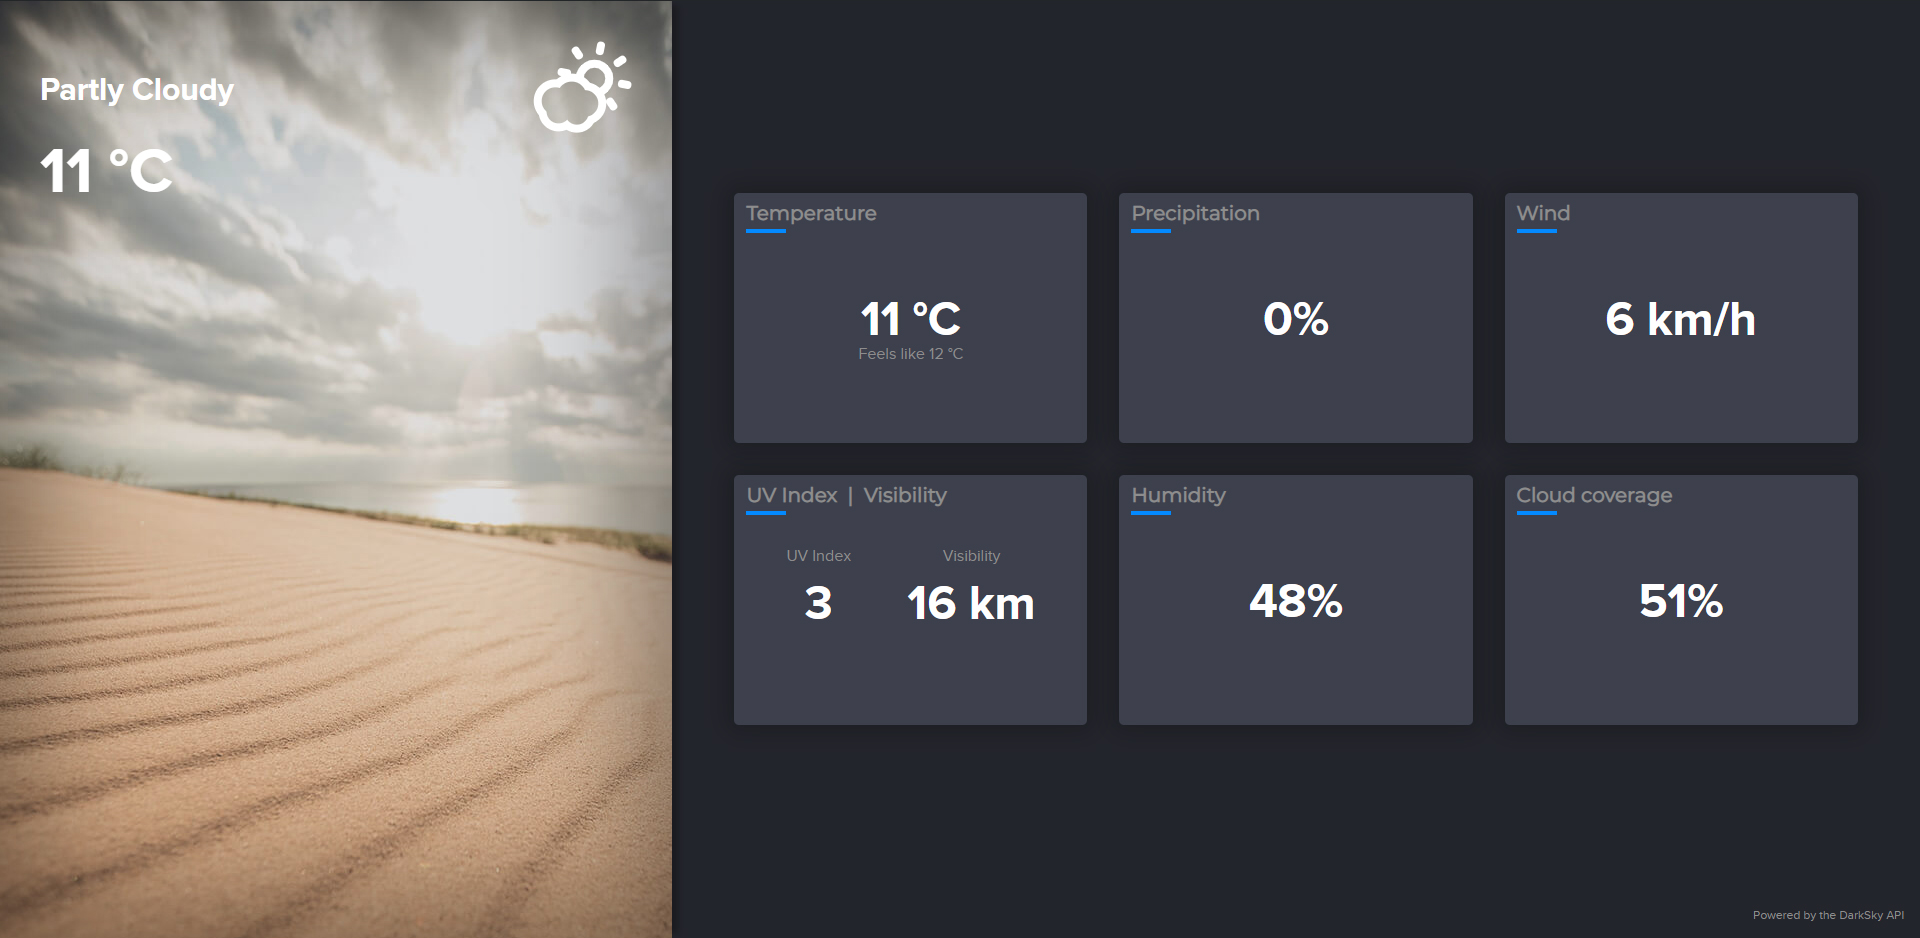 Partly Cloudy
11 °C
Temperature
11 °C
Feels like 12 °C
Precipitation
0%
Wind
6 km/h
UV Index | Visibility
UV Index
3
Visibility
16 km
Humidity
48%
Cloud coverage
51%
Powered by the DarkSky API